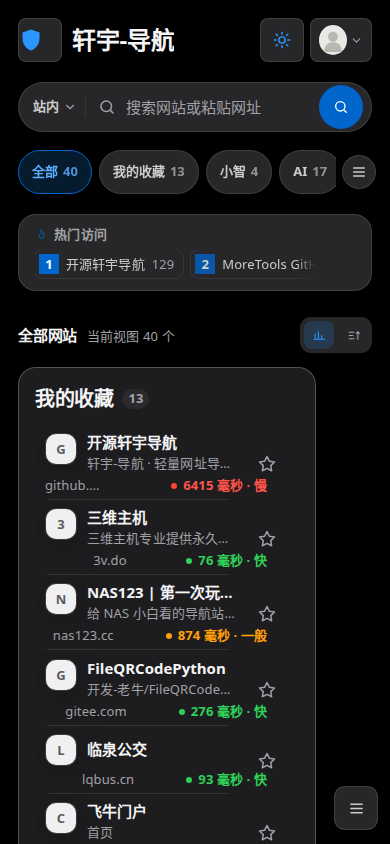 轩宇-导航
站内
搜索网站或粘贴网址
全部 40
我的收藏 13
小智 4
AI 17
热门访问
1 开源轩宇导航 129
2 MoreTools Git
全部网站 当前视图 40 个
我的收藏 13
G
开源轩宇导航
轩宇-导航 · 轻量网址导...
github....
6415 毫秒 · 慢
3
三维主机
三维主机专业提供永久...
3v.do
76 毫秒 · 快
N
NAS123 | 第一次玩...
给 NAS 小白看的导航站...
nas123.cc
874 毫秒 · 一般
G
FileQRCodePython
开发-老牛/FileQRCode...
gitee.com
276 毫秒 · 快
L
临泉公交
lqbus.cn
93 毫秒 · 快
C
飞牛门户
首页